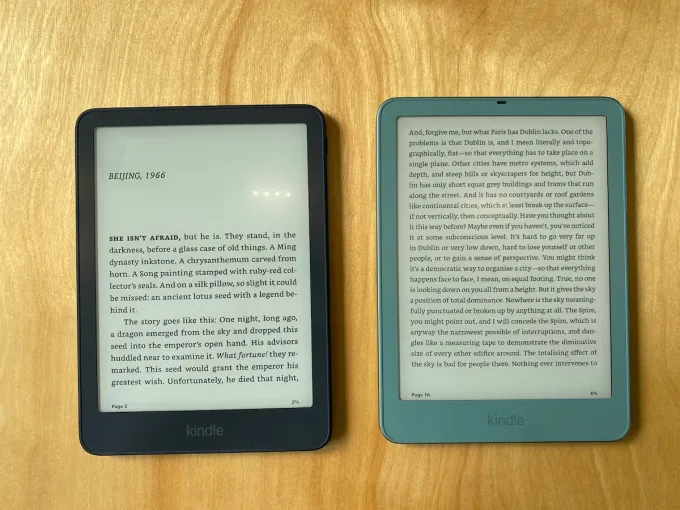 BEIJING, 1966
SHE ISN'T AFRAID, but he is. They stand, in the
darkness, before a glass case of old things. A Ming
dynasty inkstone. A chrysanthemum carved from
horn. A Song painting stamped with ruby-red col-
lector's seals. And on a silk pillow, so slight it could
be missed: an ancient lotus seed with a legend be-
hind it.
The story goes like this: One night, long ago,
a dragon emerged from the sky and dropped this
seed into the emperor's open hand. His advisors
huddled near to examine it. What fortune! they re-
marked. This seed would grant the emperor his
greatest wish. Unfortunately, he died that night,
Page 3 2%
kindle
And, forgive me, but what Paris has Dublin lacks. One of the
problems is that Dublin is, and I mean literally and topo-
graphically, flat—so that everything has to take place on a
single plane. Other cities have metro systems, which add
depth, and steep hills or skyscrapers for height, but Dub-
lin has only short squat grey buildings and trams that run
along the street. And it has no courtyards or roof gardens
like continental cities, which at least break up the surface—
if not vertically, then conceptually. Have you thought about
it this way before? Maybe even if you haven't, you've noticed
it at some subconscious level. It's hard to go very far up
in Dublin or very low down, hard to lose yourself or other
people, or to gain a sense of perspective. You might think
it's a democratic way to organise a city—so that everything
happens face to face, I mean, on equal footing. True, no one
is looking down on you all from a height. But it gives the sky
a position of total dominance. Nowhere is the sky meaning-
fully punctuated or broken up by anything at all. The Spire,
you might point out, and I will concede the Spire, which is
anyway the narrowest possible of interruptions, and dan-
gles like a measuring tape to demonstrate the diminutive
size of every other edifice around. The totalising effect of
the sky is bad for people there. Nothing ever intervenes to
Page 16 6%
kindle